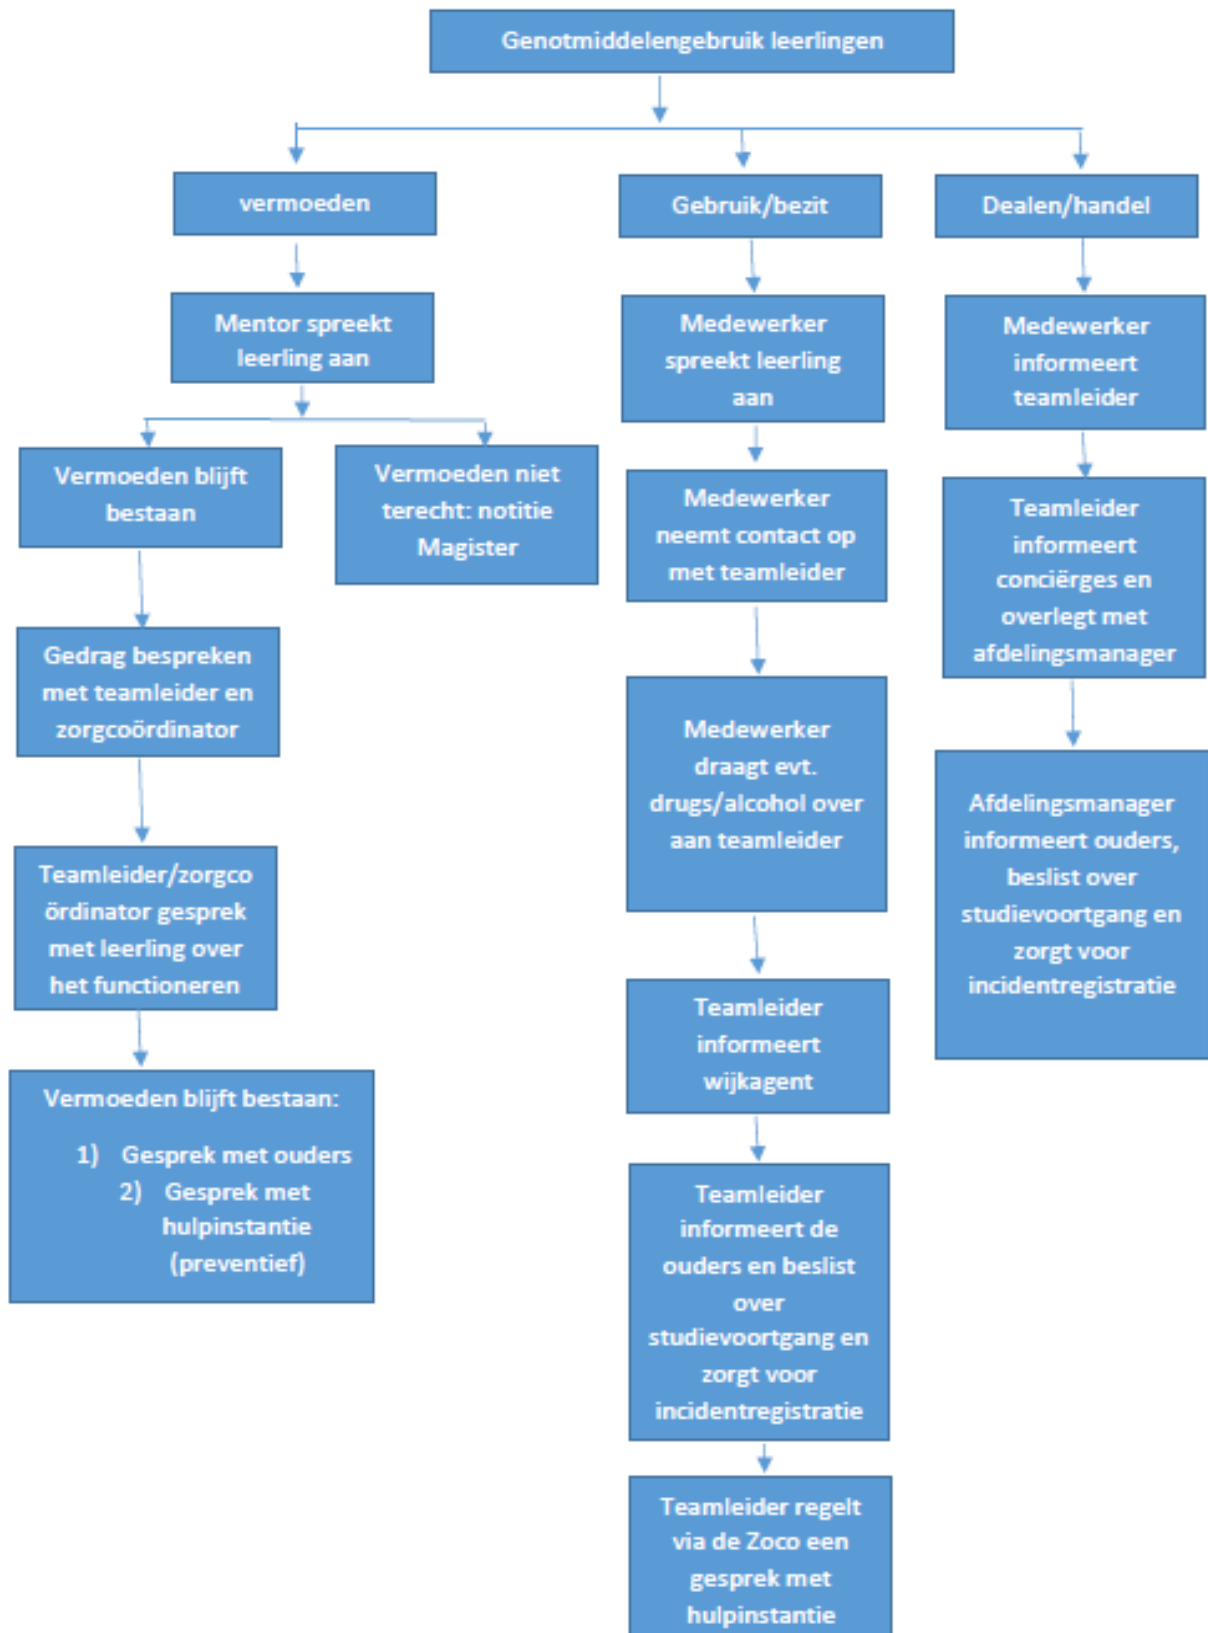 Genotmiddelengebruik leerlingen
vermoeden
Mentor spreekt
leerling aan
Vermoeden blijft
bestaan
Vermoeden niet
terecht: notitie
Magister
Gedrag bespreken
met teamleider en
zorgcoördinator
Teamleider/zorgco
ördinator gesprek
met leerling over
het functioneren
Vermoeden blijft bestaan:
1) Gesprek met ouders
2) Gesprek met
hulpinstantie
(preventief)
Gebruik/bezit
Medewerker
spreekt leerling
aan
Medewerker
neemt contact op
met teamleider
Medewerker
draagt evt.
drugs/alcohol over
aan teamleider
Teamleider
informeert
wijkagent
Teamleider
informeert de
ouders en beslist
over
studievoortgang en
zorgt voor
incidentregistratie
Teamleider regelt
via de Zoco een
gesprek met
hulpinstantie
Dealen/handel
Medewerker
informeert
teamleider
Teamleider
informeert
conciërges en
overlegt met
afdelingsmanager
Afdelingsmanager
informeert ouders,
beslist over
studievoortgang en
zorgt voor
incidentregistratie